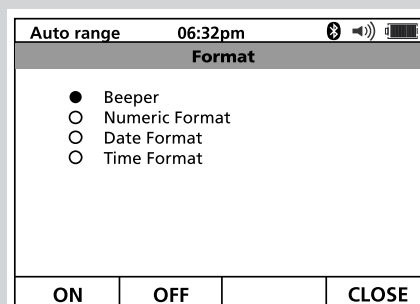 Auto range 06:32pm
Format
Beeper
Numeric Format
Date Format
Time Format
ON OFF CLOSE